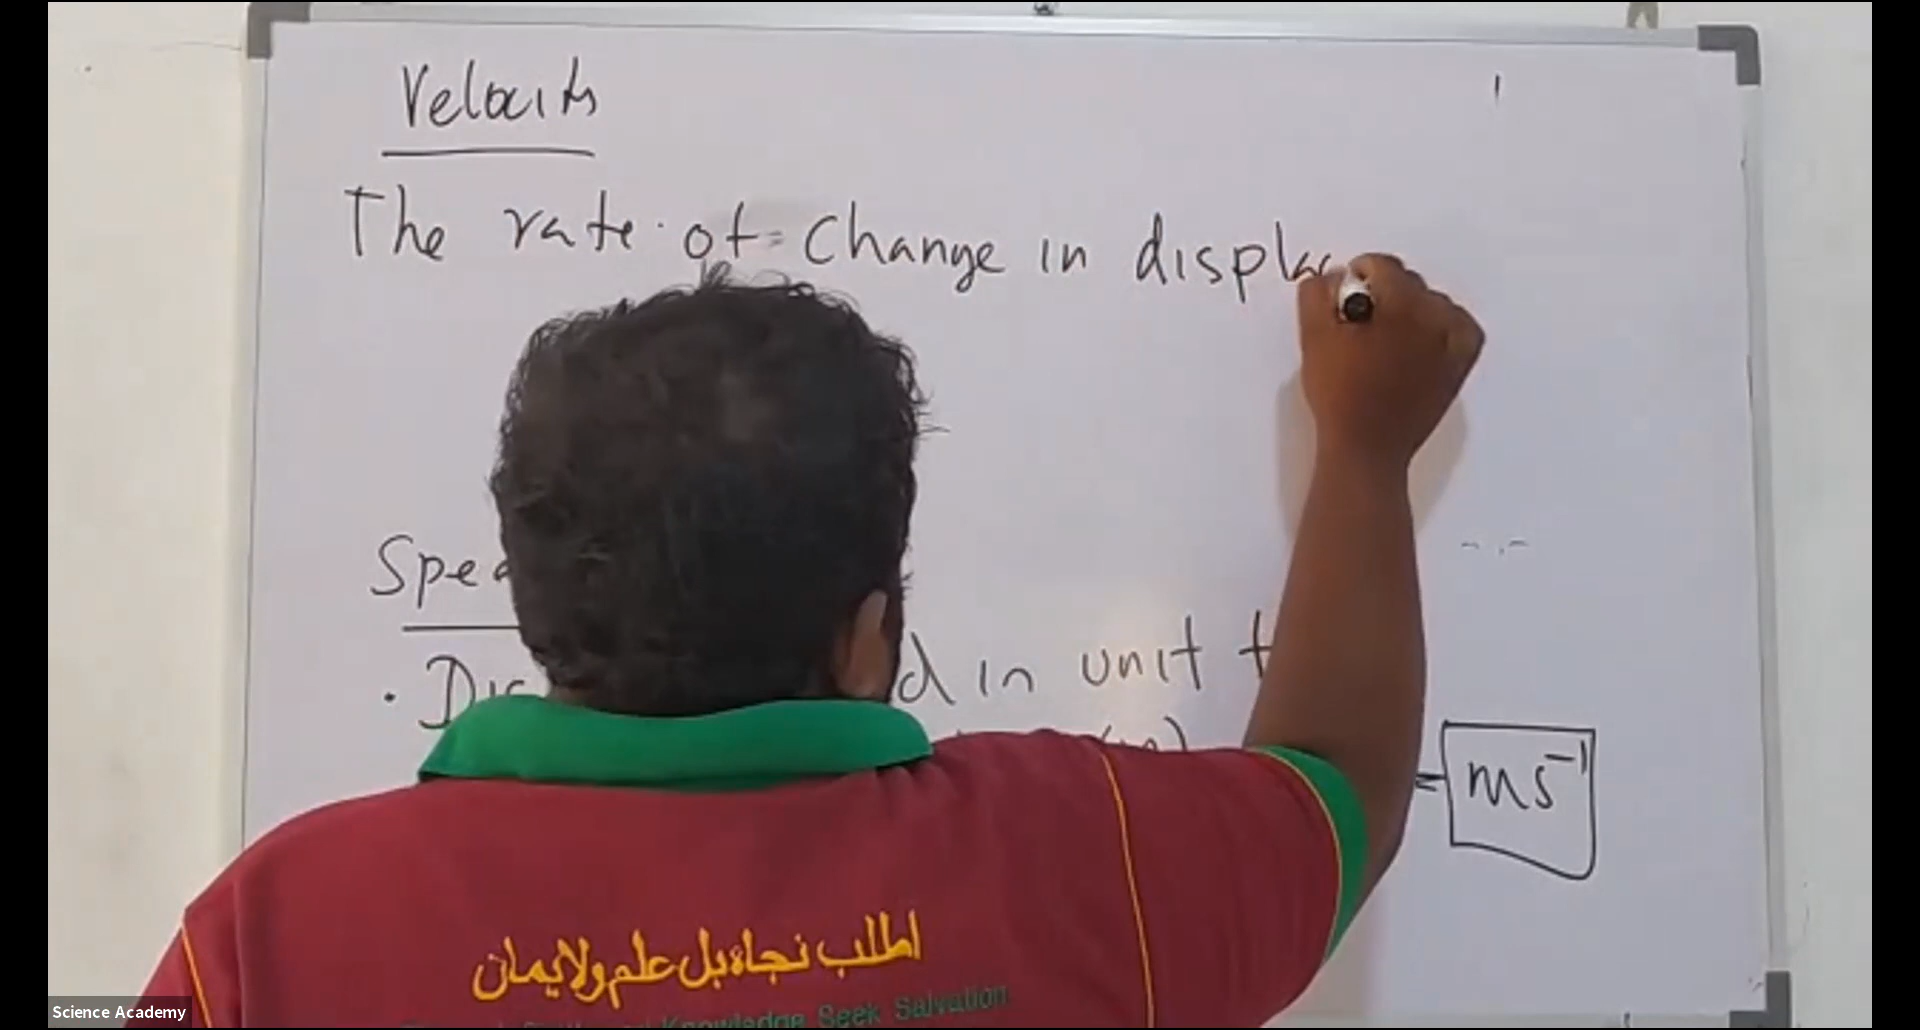 Velocity
The rate of change in displac
Spe
. Dis d in unit t
(m)
= ms⁻¹
اطلب نجاة بل علم ولايمان
Knowledge Seek Salvation
Science Academy